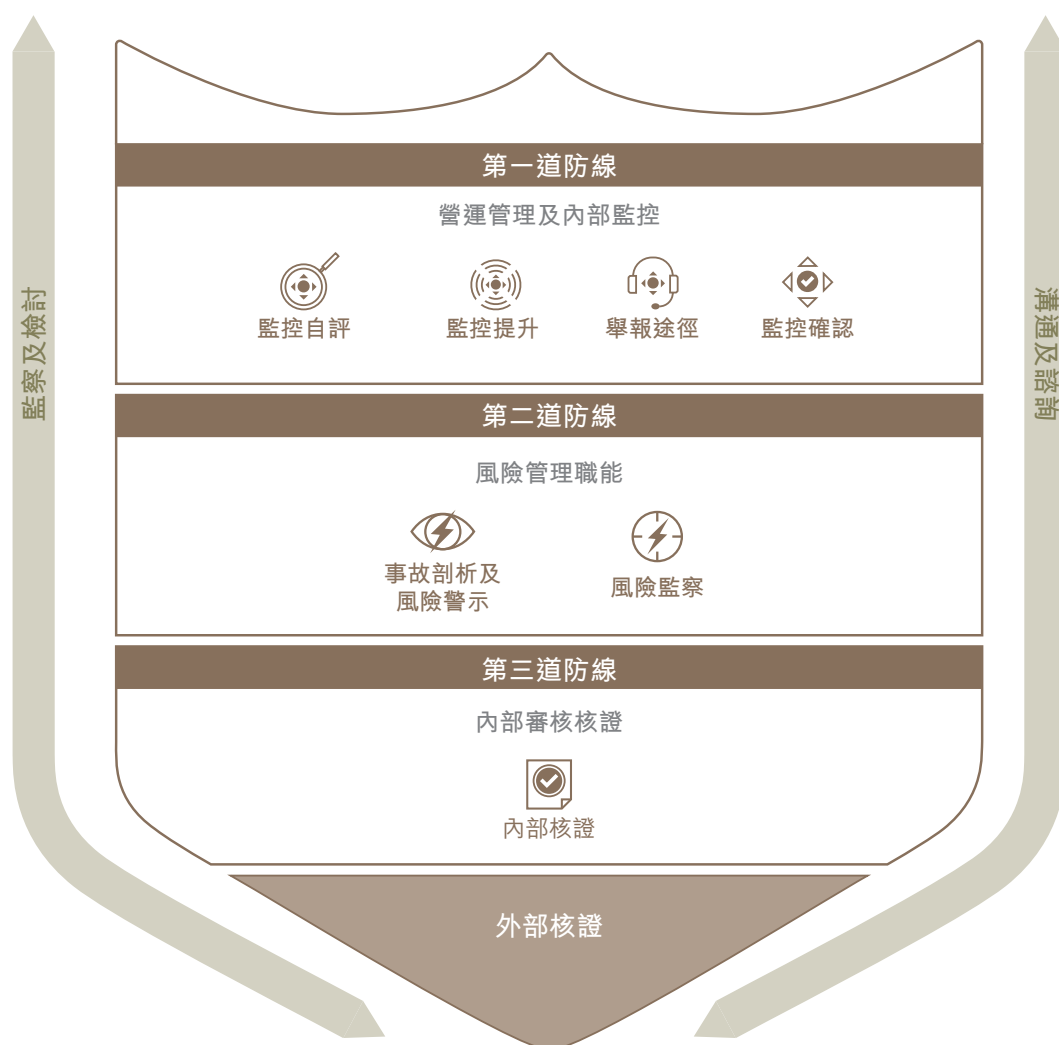 第一道防線
營運管理及內部監控
監控自評
監控提升
舉報途徑
監控確認
監察及檢討
溝通及諮詢
第二道防線
風險管理職能
事故剖析及
風險警示
風險監察
第三道防線
內部審核核證
內部核證
外部核證